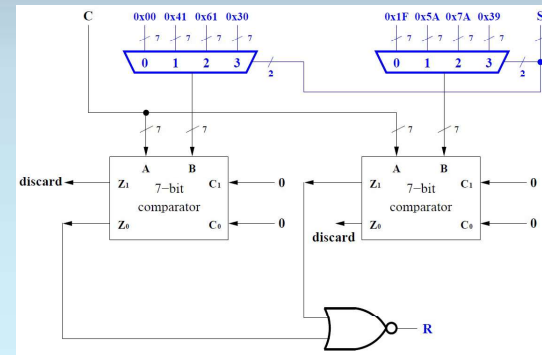 C 0x00 0x41 0x61 0x30 0x1F 0x5A 0x7A 0x39 S
7 7 7 7 7 7 7 7
0 1 2 3 0 1 2 3
2 2
7 7 7 7
A B A B
discard Z₁ 7-bit C₁ 0 Z₁ 7-bit C₁ 0
comparator comparator
Z₀ C₀ 0 discard Z₀ C₀ 0
R